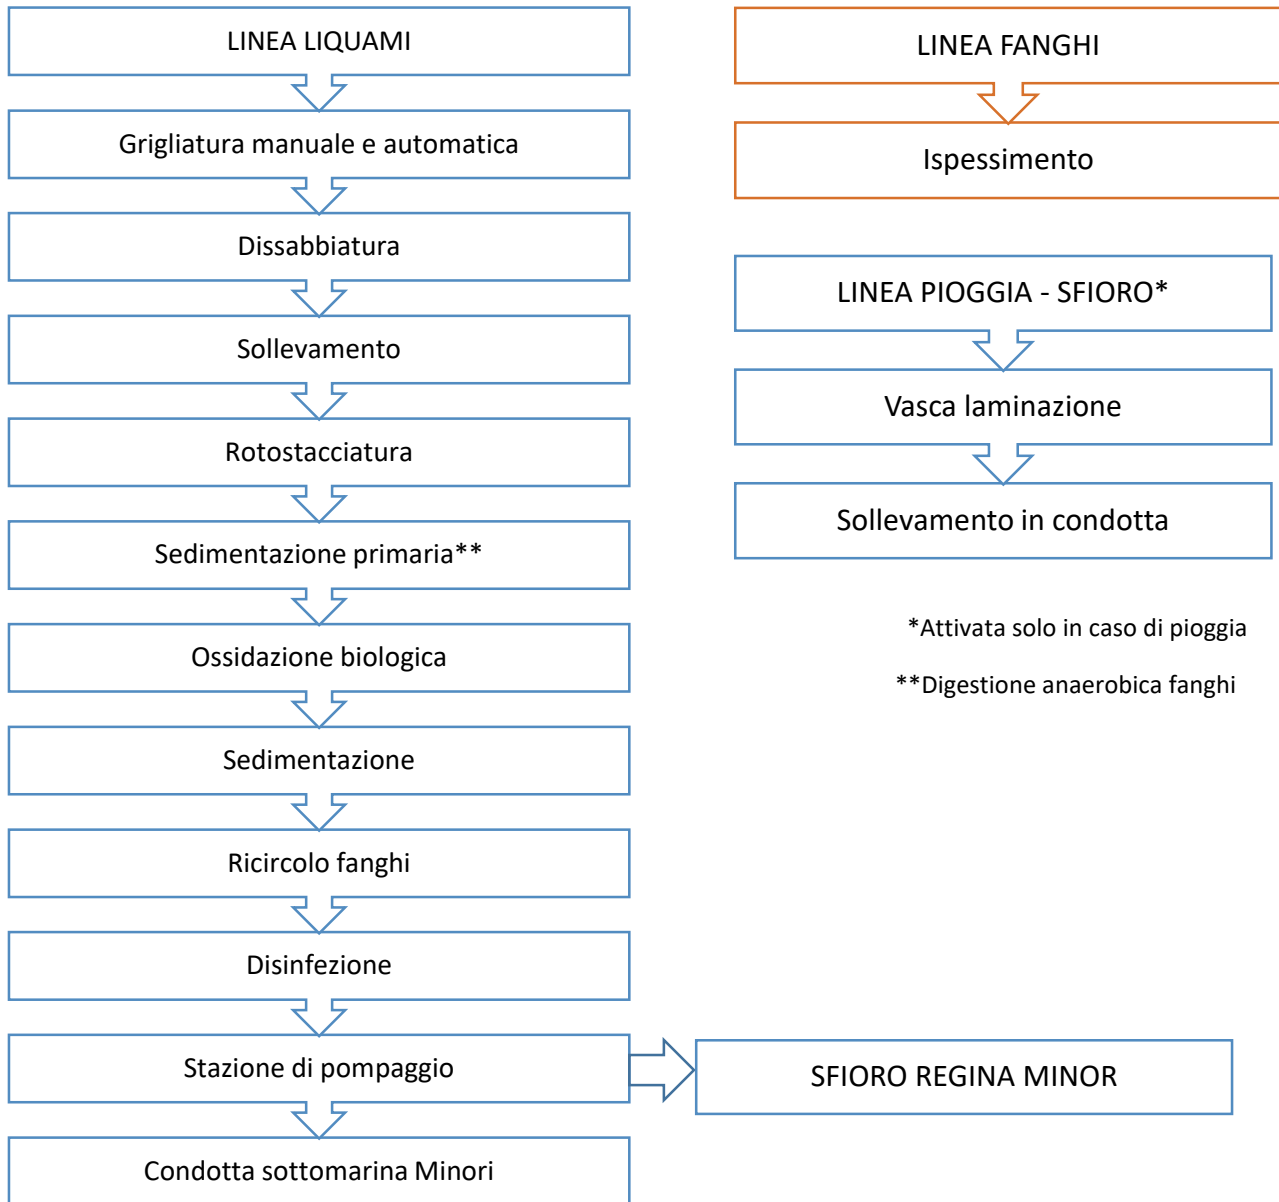 LINEA LIQUAMI
Grigliatura manuale e automatica
Dissabbiatura
Sollevamento
Rotostacciatura
Sedimentazione primaria**
Ossidazione biologica
Sedimentazione
Ricircolo fanghi
Disinfezione
Stazione di pompaggio
Condotta sottomarina Minori
SFIORO REGINA MINOR
LINEA FANGHI
Ispessimento
LINEA PIOGGIA - SFIORO*
Vasca laminazione
Sollevamento in condotta
*Attivata solo in caso di pioggia
**Digestione anaerobica fanghi